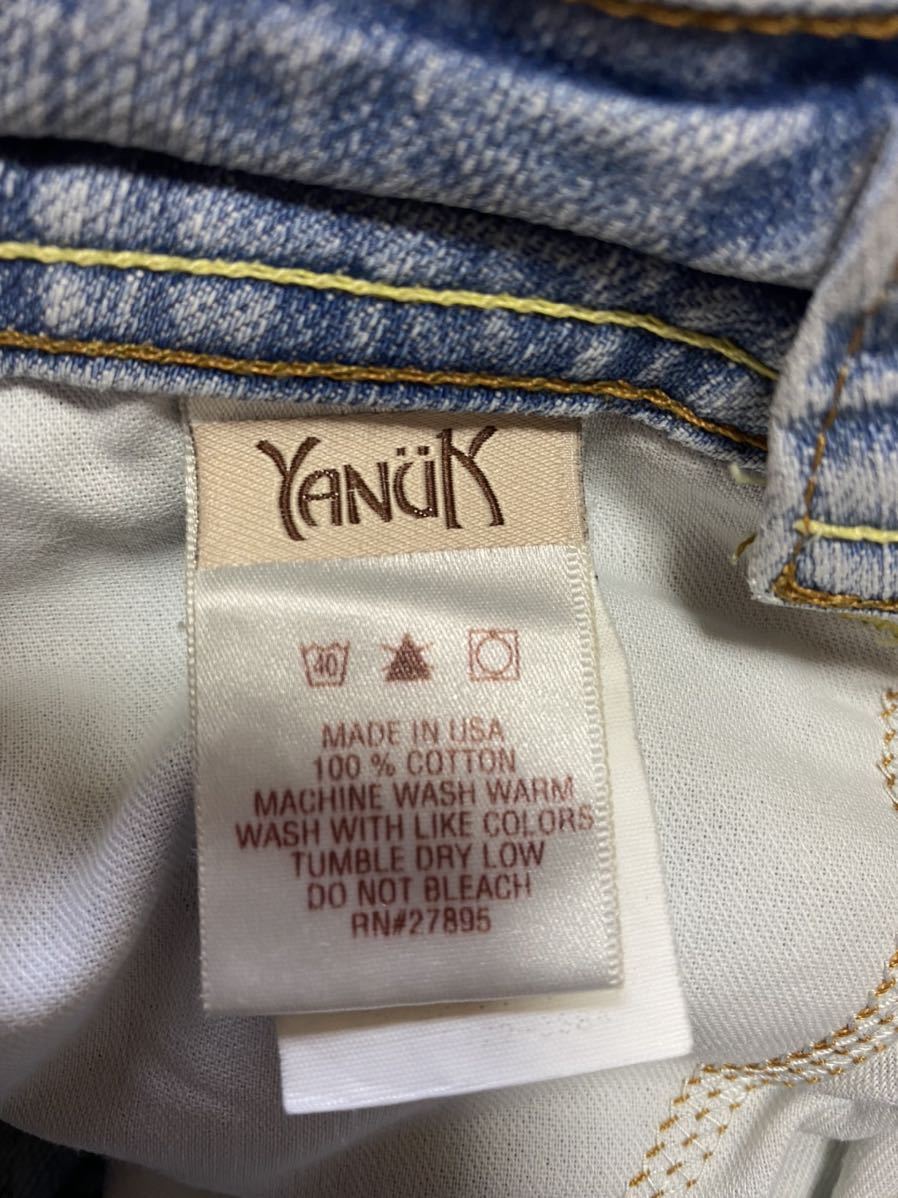 YANÜK
40
MADE IN USA
100 % COTTON
MACHINE WASH WARM
WASH WITH LIKE COLORS
TUMBLE DRY LOW
DO NOT BLEACH
RN#27895